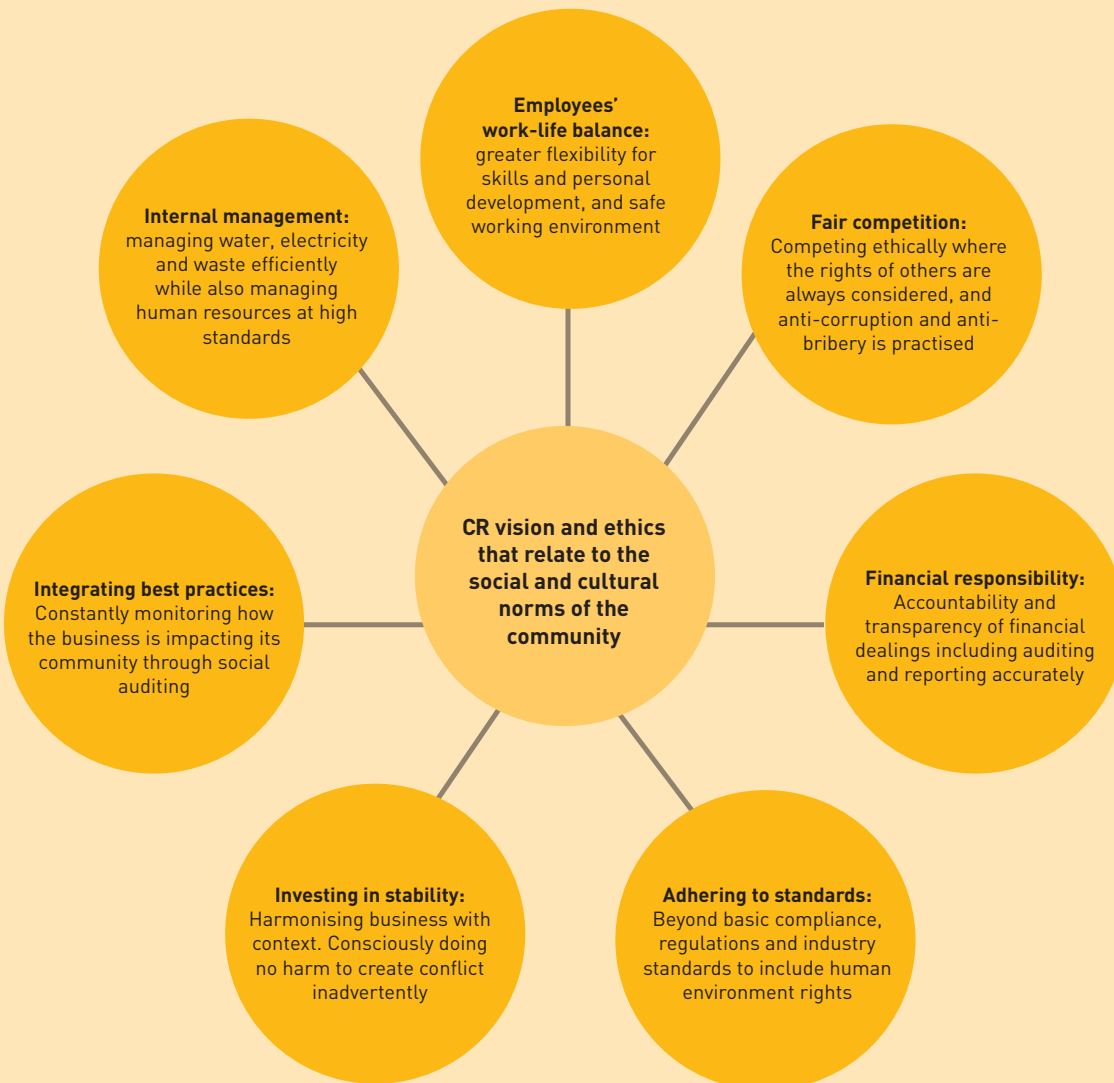 Employees’
work-life balance:
greater flexibility for
skills and personal
development, and safe
working environment
Internal management:
managing water, electricity
and waste efficiently
while also managing
human resources at high
standards
Fair competition:
Competing ethically where
the rights of others are
always considered, and
anti-corruption and anti-
bribery is practised
CR vision and ethics
that relate to the
social and cultural
norms of the
community
Integrating best practices:
Constantly monitoring how
the business is impacting its
community through social
auditing
Financial responsibility:
Accountability and
transparency of financial
dealings including auditing
and reporting accurately
Investing in stability:
Harmonising business with
context. Consciously doing
no harm to create conflict
inadvertently
Adhering to standards:
Beyond basic compliance,
regulations and industry
standards to include human
environment rights